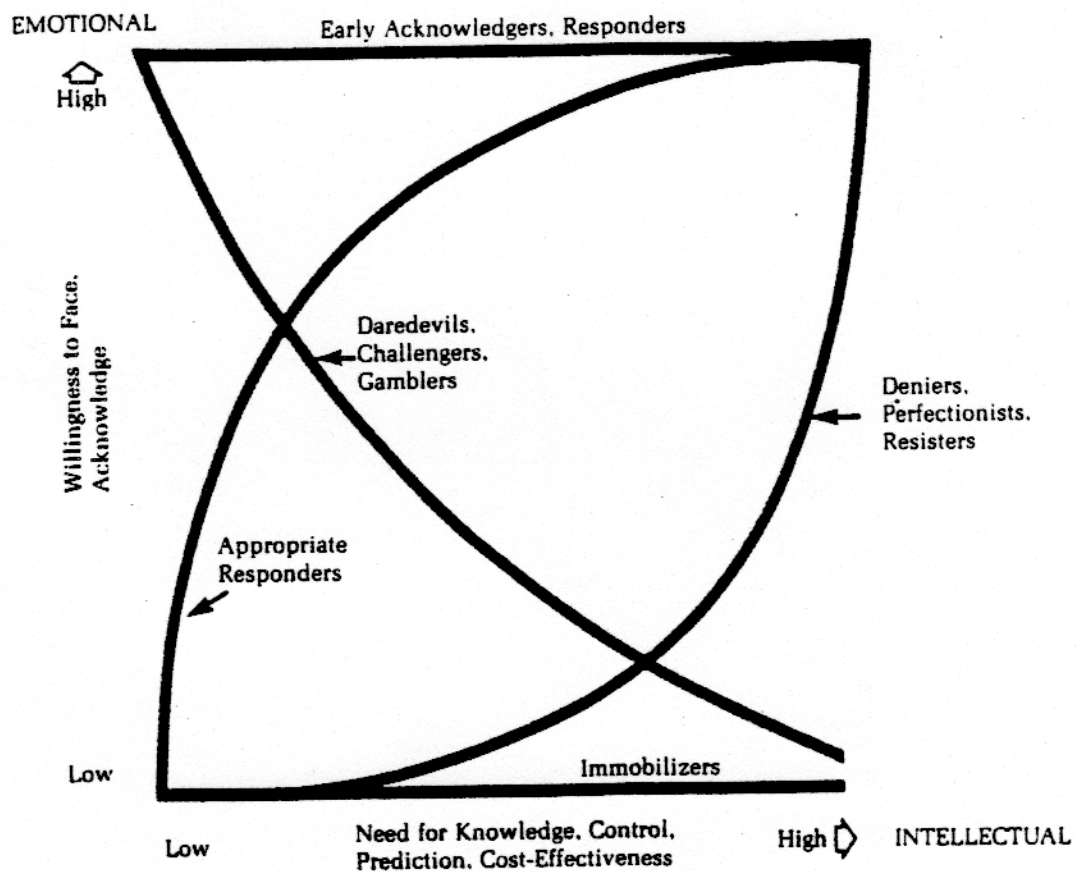 EMOTIONAL
Early Acknowledgers, Responders
High
Willingness to Face,
Acknowledge
Daredevils,
Challengers,
Gamblers
Deniers,
Perfectionists,
Resisters
Appropriate
Responders
Low
Immobilizers
Low
Need for Knowledge, Control,
Prediction, Cost-Effectiveness
High
INTELLECTUAL